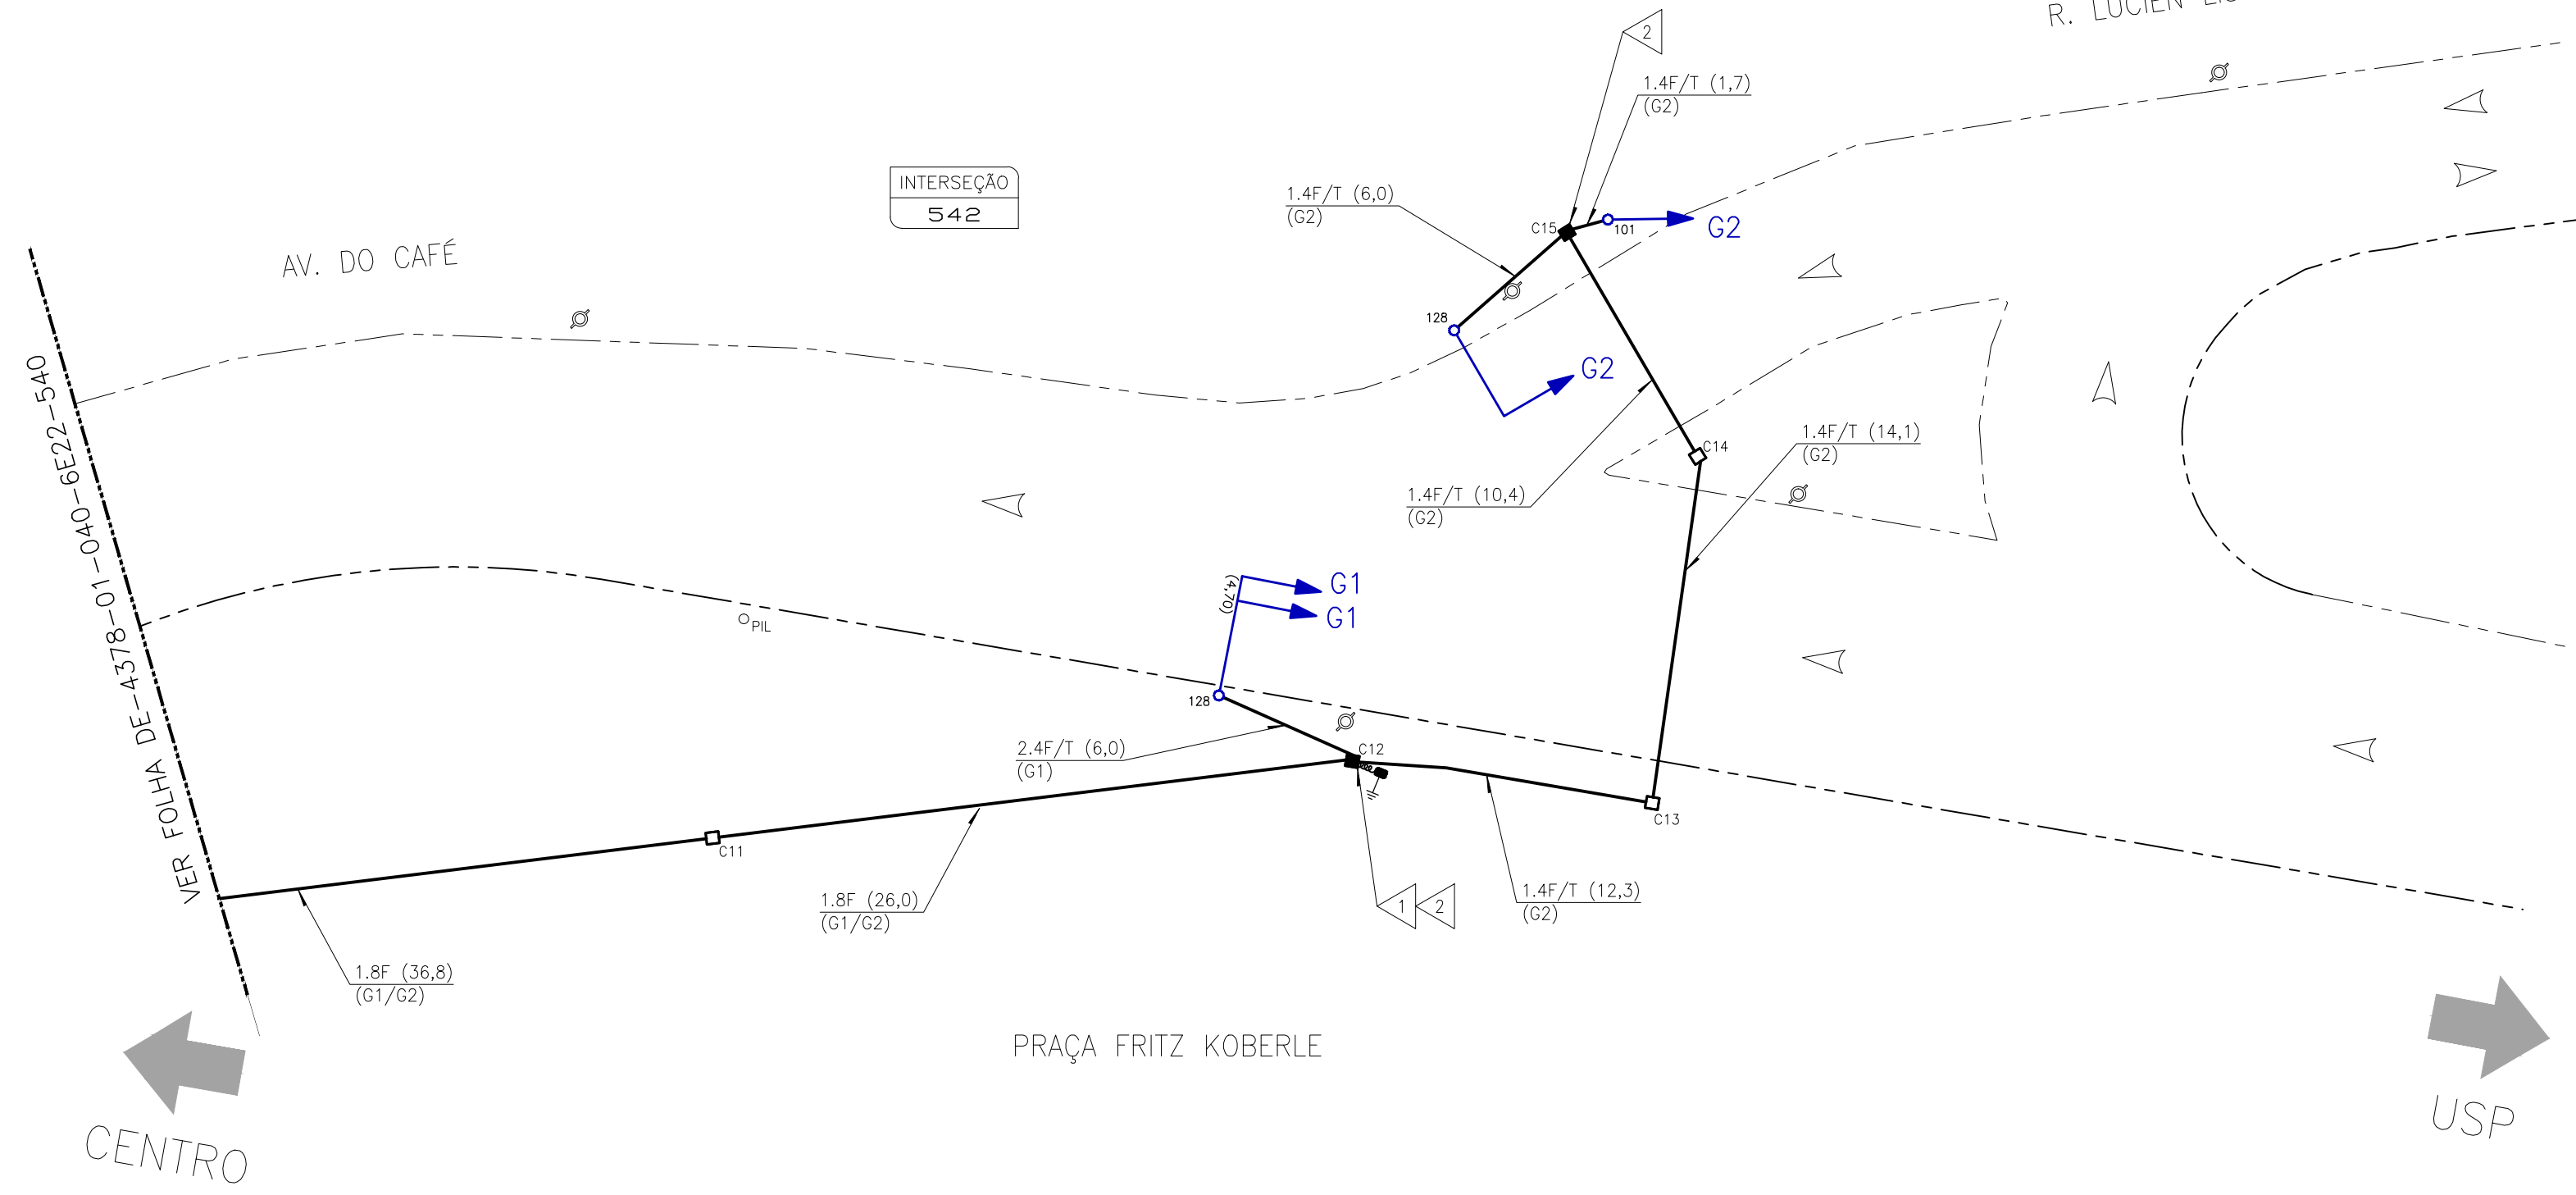 R. LUCIEN
2
1.4F/T (1,7)
(G2)
INTERSEÇÃO
542
1.4F/T (6,0)
(G2)
C15
101
G2
AV. DO CAFÉ
128
G2
VER FOLHA DE-4378-01-040-6E22-540
1.4F/T (14,1)
(G2)
C14
1.4F/T (10,4)
(G2)
(4,70)
G1
G1
PIL
128
2.4F/T (6,0)
(G1)
C12
C13
C11
1.8F (26,0)
(G1/G2)
1
2
1.4F/T (12,3)
(G2)
1.8F (36,8)
(G1/G2)
PRAÇA FRITZ KOBERLE
CENTRO
USP